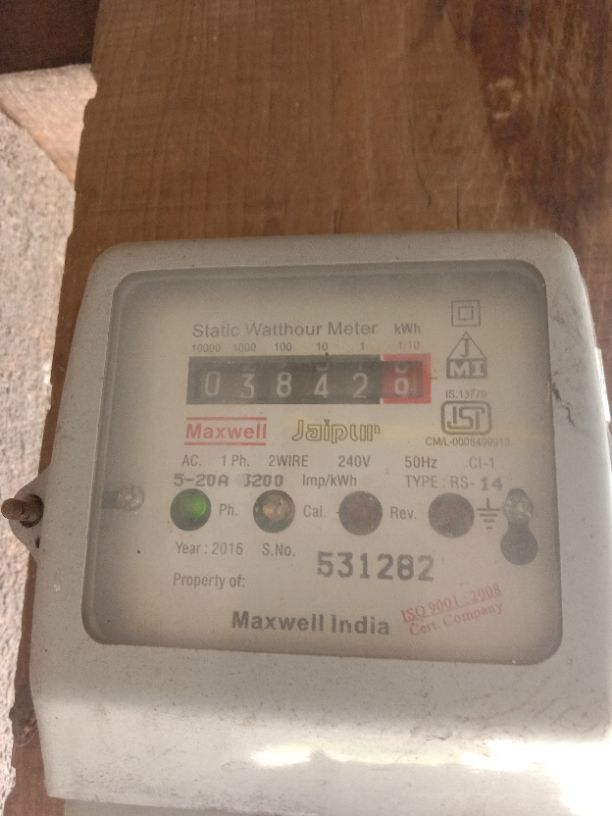 Static Watthour Meter kWh
10000 1000 100 10 1 1/10
0 3 8 4 2 0
J
MI
IS:13779
ISI
CM/L-0008499913
Maxwell Jaipur
AC. 1 Ph. 2WIRE 240V 50Hz Cl-1
5-20A 3200 Imp/kWh TYPE : RS-14
Ph. Cal. Rev.
Year : 2016 S.No. 531282
Property of:
Maxwell India
ISO 9001 : 2008
Cert. Company